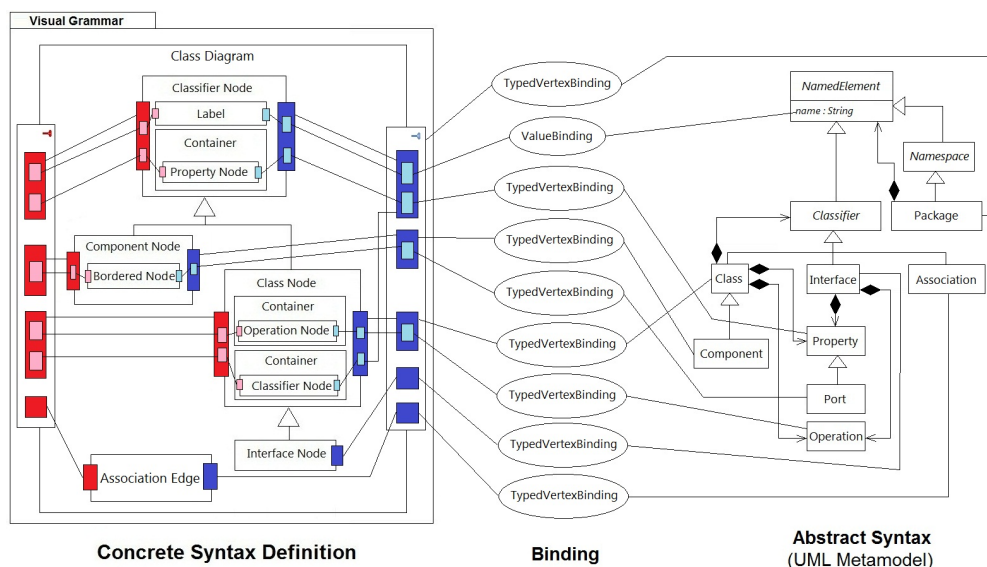 Visual Grammar
Class Diagram
Classifier Node
Label
Container
Property Node
Component Node
Bordered Node
Class Node
Container
Operation Node
Container
Classifier Node
Interface Node
Association Edge
Concrete Syntax Definition
TypedVertexBinding
ValueBinding
TypedVertexBinding
TypedVertexBinding
TypedVertexBinding
TypedVertexBinding
TypedVertexBinding
TypedVertexBinding
TypedVertexBinding
Binding
NamedElement
name : String
Namespace
Classifier
Package
Class
Interface
Association
Property
Component
Port
Operation
Abstract Syntax
(UML Metamodel)